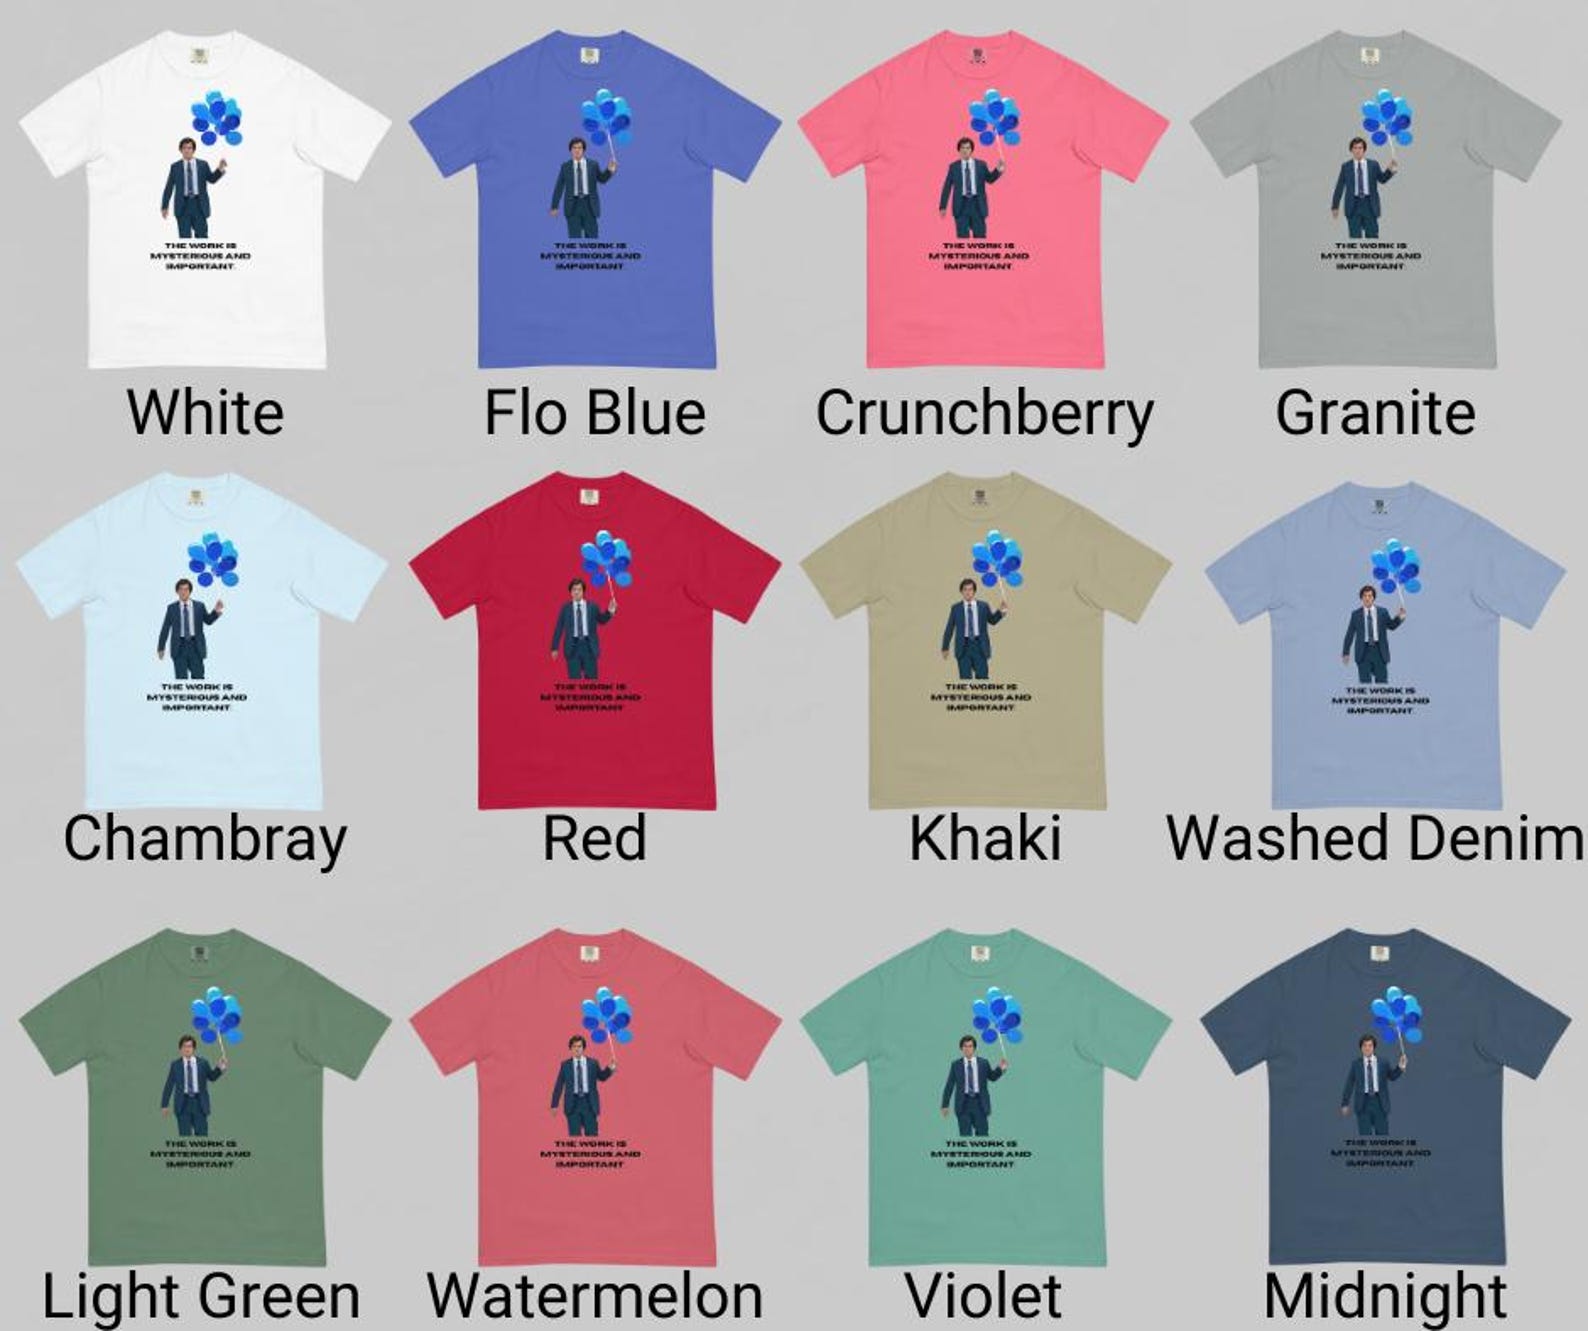 THE WORK IS
MYSTERIOUS AND
IMPORTANT.
THE WORK IS
MYSTERIOUS AND
IMPORTANT.
THE WORK IS
MYSTERIOUS AND
IMPORTANT.
THE WORK IS
MYSTERIOUS AND
IMPORTANT.
White
Flo Blue
Crunchberry
Granite
THE WORK IS
MYSTERIOUS AND
IMPORTANT.
THE WORK IS
MYSTERIOUS AND
IMPORTANT.
THE WORK IS
MYSTERIOUS AND
IMPORTANT.
THE WORK IS
MYSTERIOUS AND
IMPORTANT.
Chambray
Red
Khaki
Washed Denim
THE WORK IS
MYSTERIOUS AND
IMPORTANT.
THE WORK IS
MYSTERIOUS AND
IMPORTANT.
THE WORK IS
MYSTERIOUS AND
IMPORTANT.
THE WORK IS
MYSTERIOUS AND
IMPORTANT.
Light Green
Watermelon
Violet
Midnight